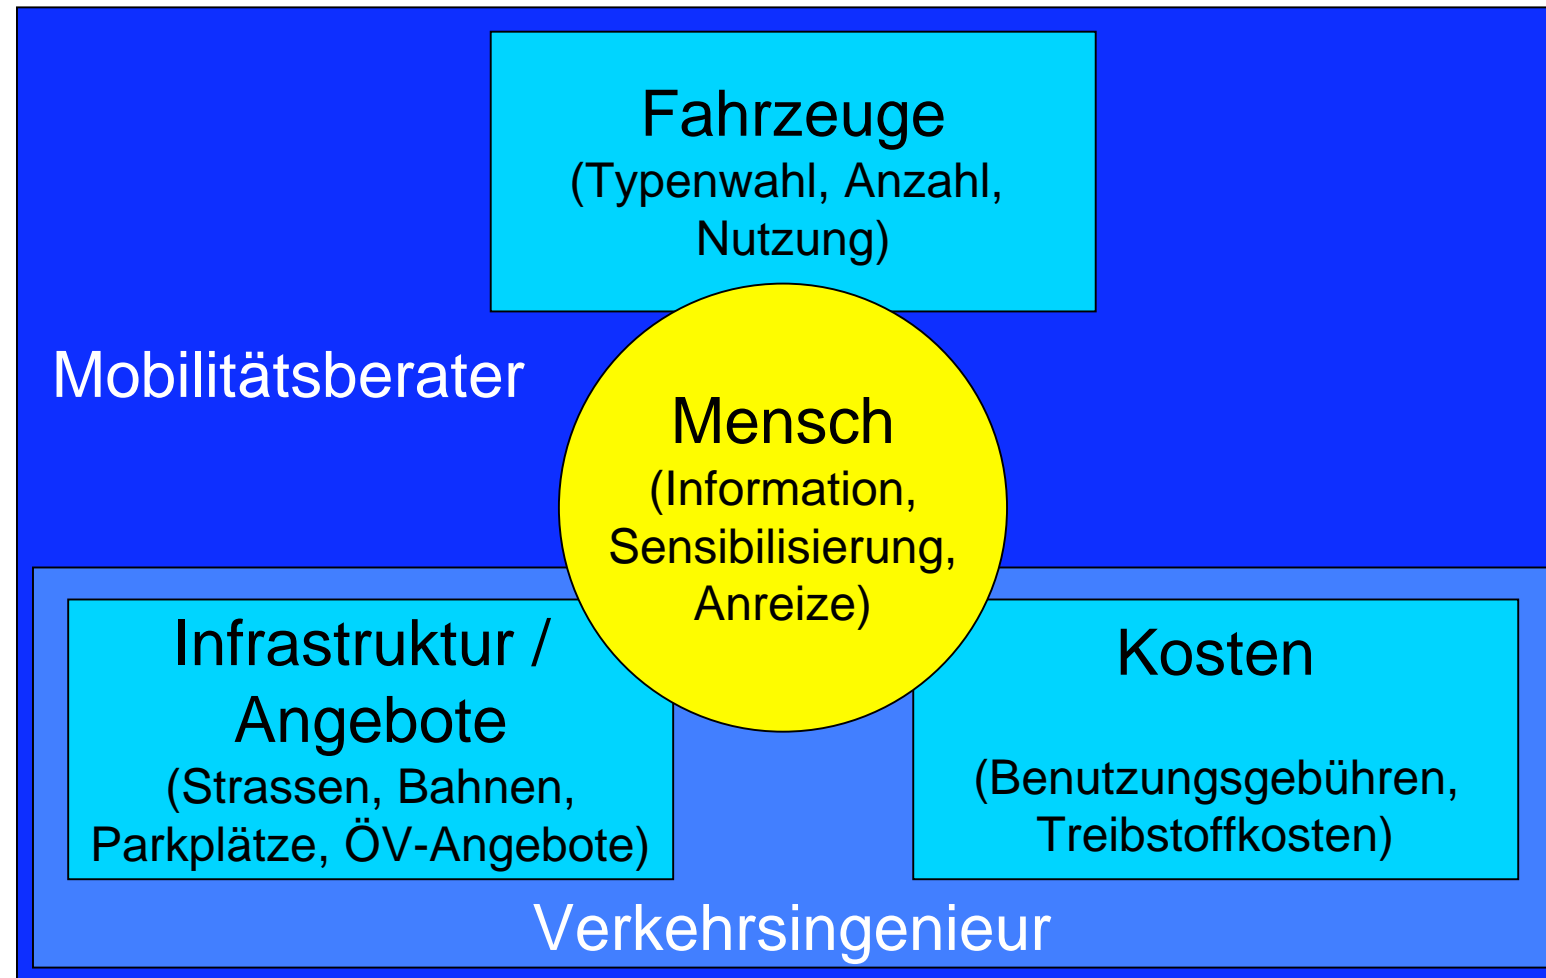 Fahrzeuge
(Typenwahl, Anzahl,
Nutzung)
Mobilitätsberater
Mensch
(Information,
Sensibilisierung,
Anreize)
Infrastruktur /
Angebote
(Strassen, Bahnen,
Parkplätze, ÖV-Angebote)
Kosten
(Benutzungsgebühren,
Treibstoffkosten)
Verkehrsingenieur